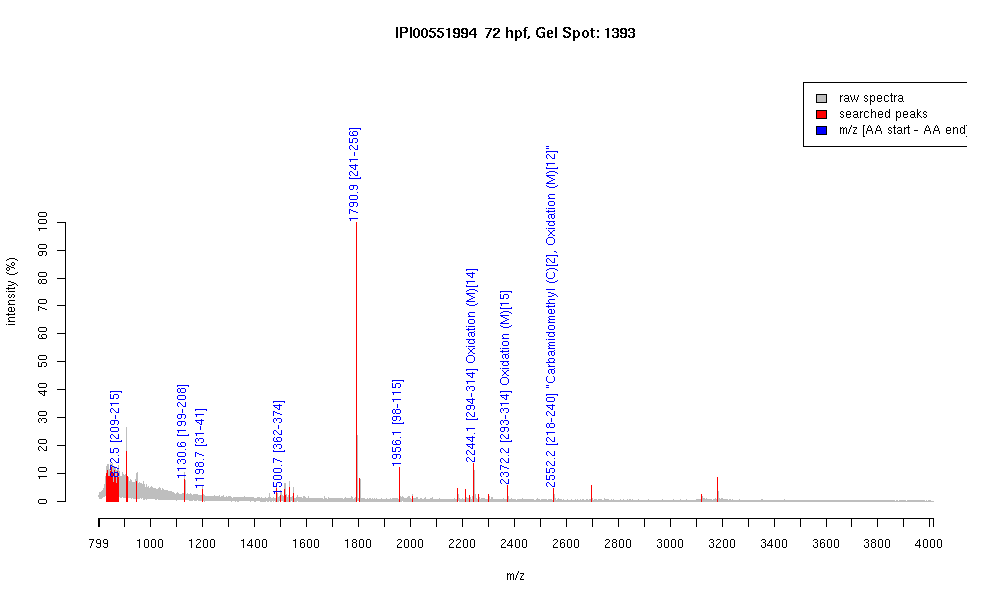 IPI00551994 72 hpf, Gel Spot: 1393
raw spectra
searched peaks
m/z [AA start - AA end]
intensity (%)
100
90
80
70
60
50
40
30
20
10
0
872.5 [209-215]
1130.6 [199-208]
1198.7 [31-41]
1500.7 [362-374]
1790.9 [241-256]
1956.1 [98-115]
2244.1 [294-314] Oxidation (M)[14]
2372.2 [293-314] Oxidation (M)[15]
2552.2 [218-240] "Carbamidomethyl (C)[2], Oxidation (M)[12]"
799 1000 1200 1400 1600 1800 2000 2200 2400 2600 2800 3000 3200 3400 3600 3800 4000
m/z